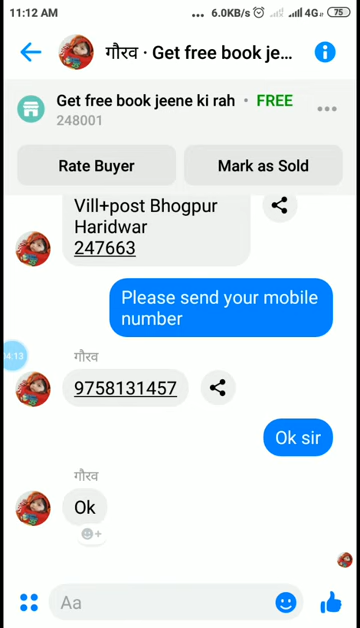 11:12 AM ... 6.0KB/s 4G 75
गौरव · Get free book je...
Get free book jeene ki rah • FREE
248001
Rate Buyer Mark as Sold
Vill+post Bhogpur
Haridwar
247663
Please send your mobile
number
04:13
गौरव
9758131457
Ok sir
गौरव
Ok
Aa